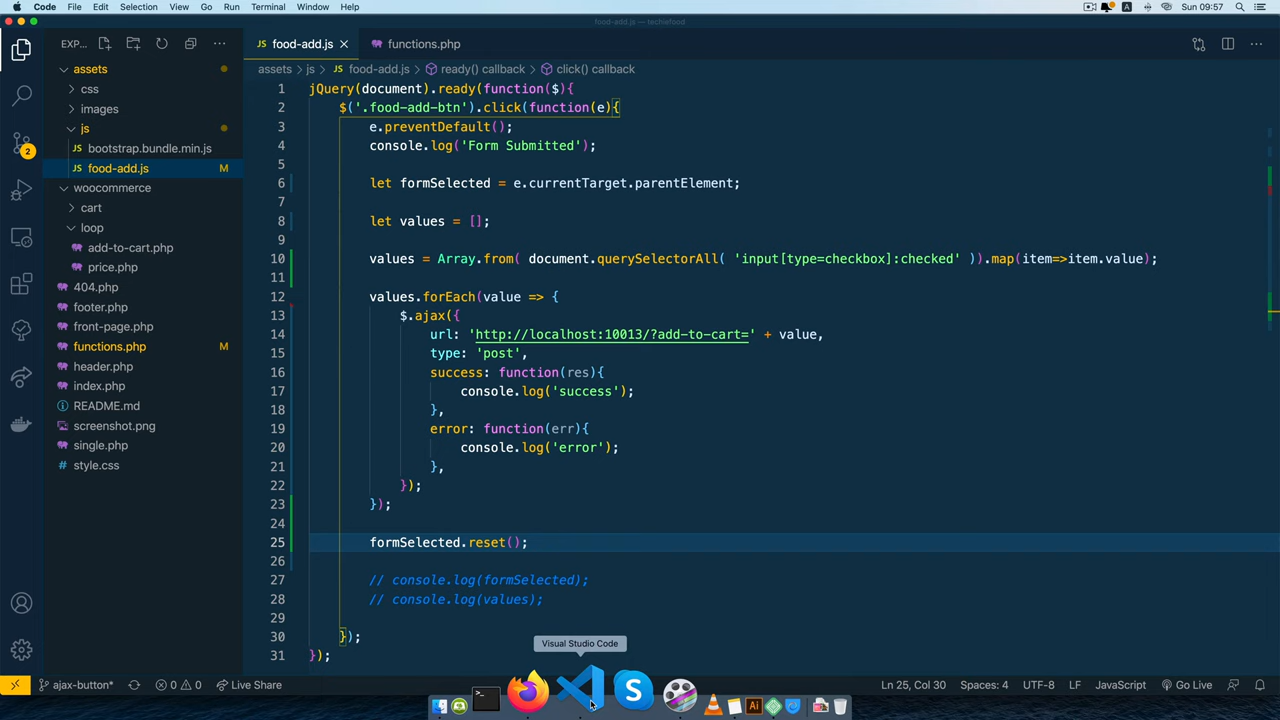 Code File Edit Selection View Go Run Terminal Window Help Sun 09:57
food-add.js — techiefood
EXP... JS food-add.js functions.php
assets
assets › js › JS food-add.js › ready() callback › click() callback
css
images
js
bootstrap.bundle.min.js
food-add.js M
woocommerce
cart
loop
add-to-cart.php
price.php
404.php
footer.php
front-page.php
functions.php M
header.php
index.php
README.md
screenshot.png
single.php
style.css
2
1 jQuery(document).ready(function($){
2 $('.food-add-btn').click(function(e){
3 e.preventDefault();
4 console.log('Form Submitted');
5
6 let formSelected = e.currentTarget.parentElement;
7
8 let values = [];
9
10 values = Array.from( document.querySelectorAll( 'input[type=checkbox]:checked' )).map(item=>item.value);
11
12 values.forEach(value => {
13 $.ajax({
14 url: 'http://localhost:10013/?add-to-cart=' + value,
15 type: 'post',
16 success: function(res){
17 console.log('success');
18 },
19 error: function(err){
20 console.log('error');
21 },
22 });
23 });
24
25 formSelected.reset();
26
27 // console.log(formSelected);
28 // console.log(values);
29
30 });
31 });
Visual Studio Code
ajax-button* 0 0 Live Share Ln 25, Col 30 Spaces: 4 UTF-8 LF JavaScript Go Live